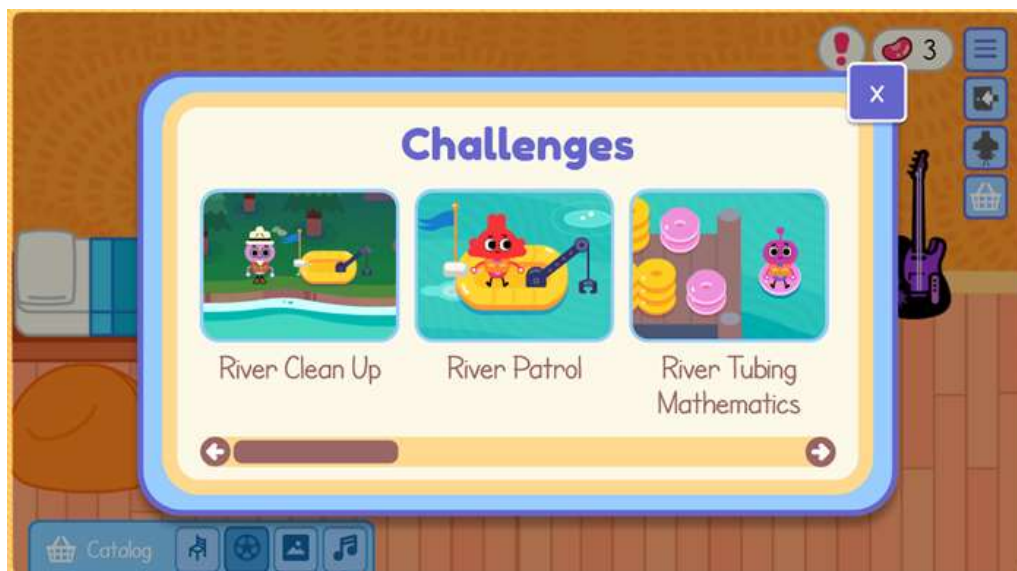 3
x
Challenges
River Clean Up
River Patrol
River Tubing
Mathematics
Catalog